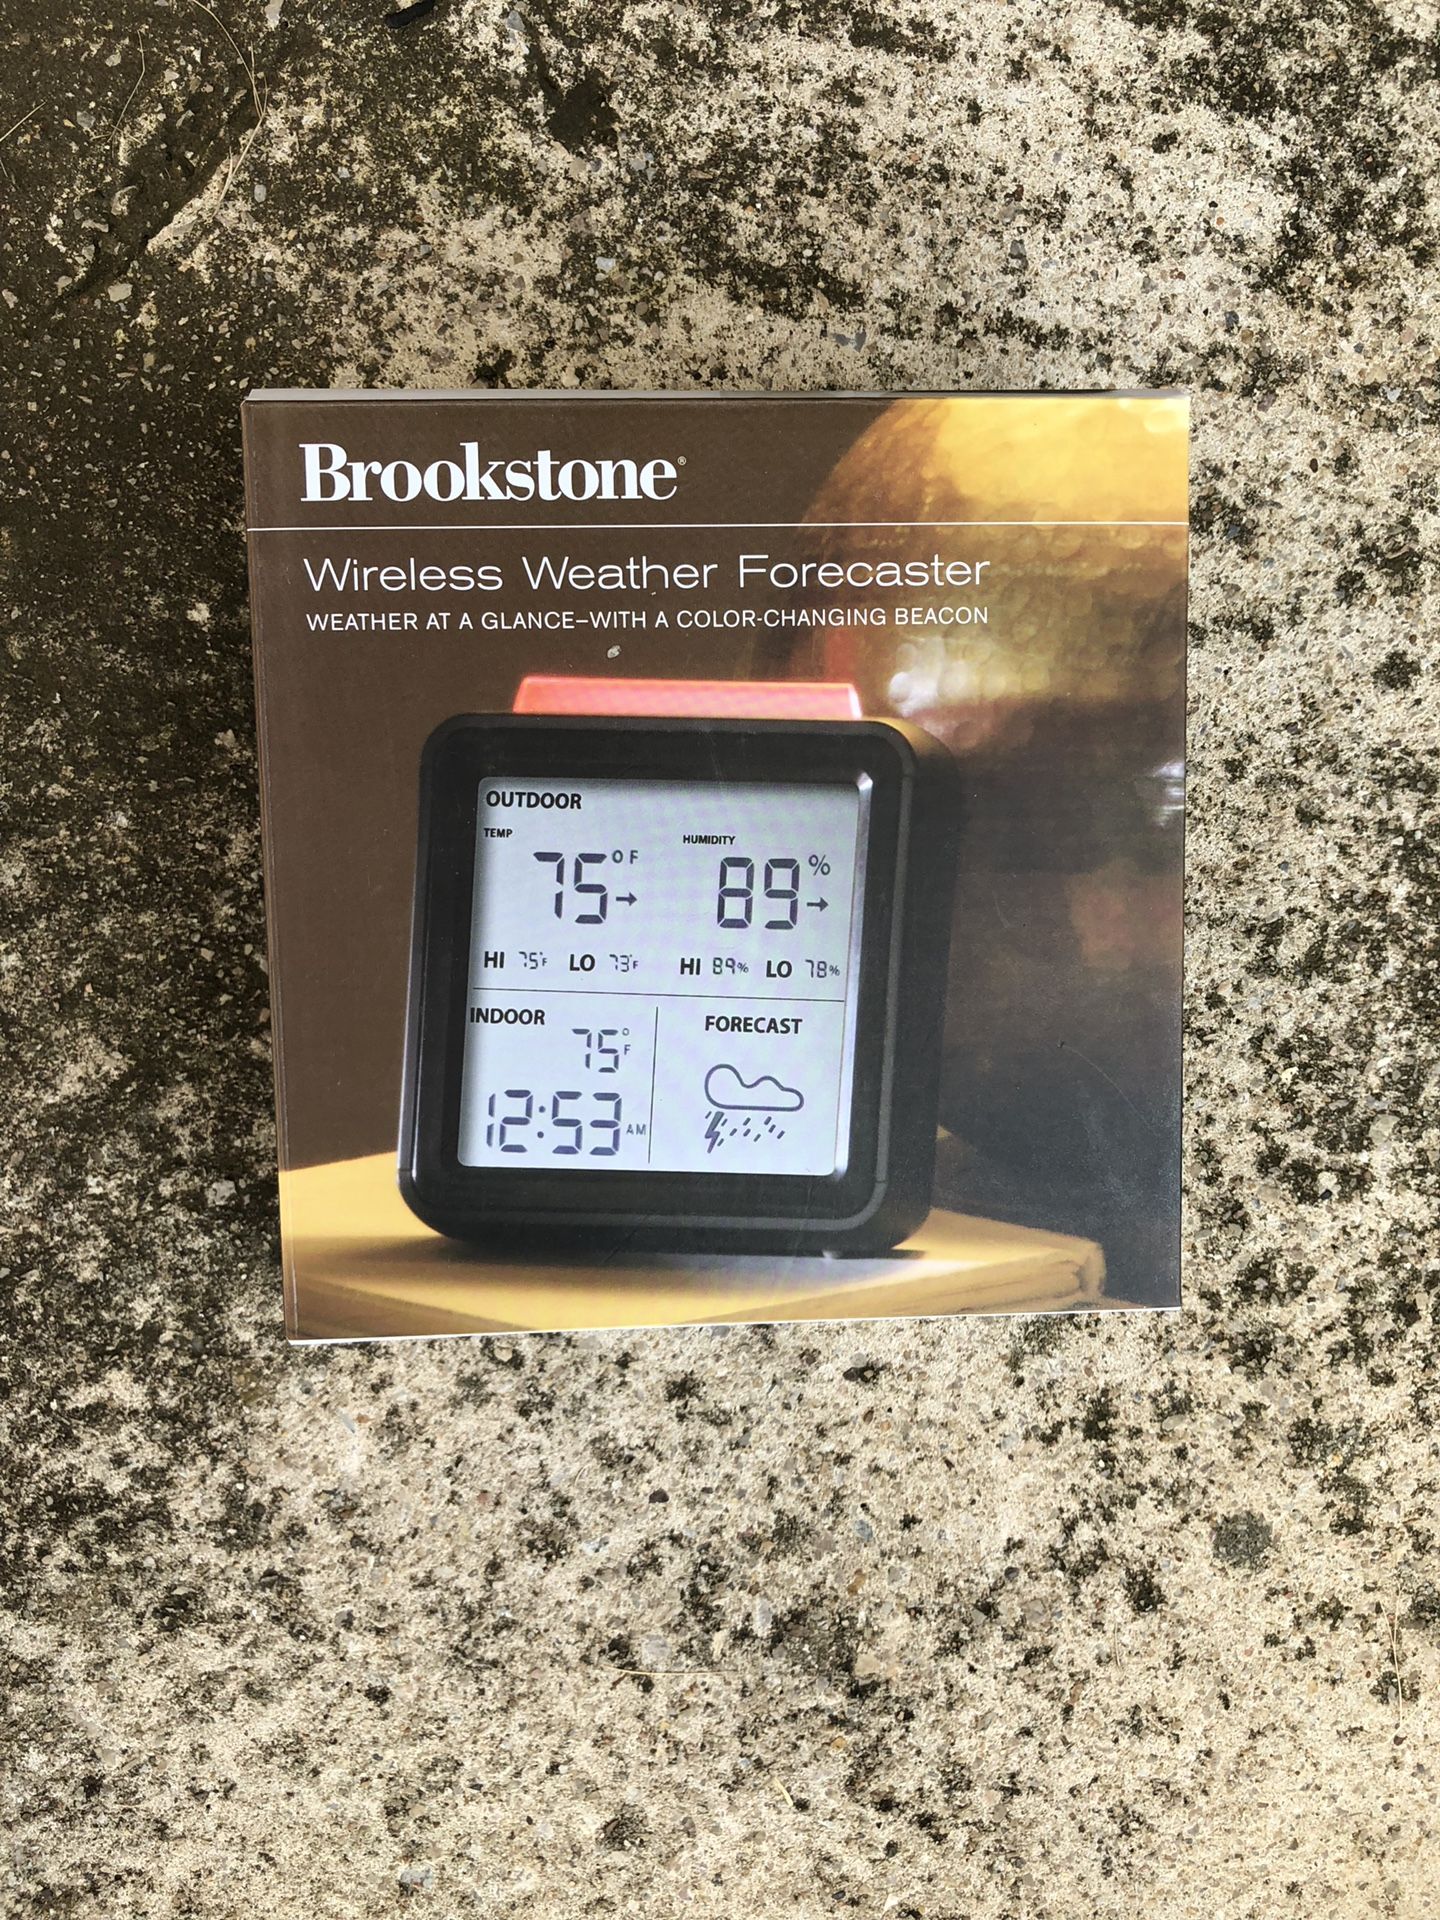 Brookstone®
Wireless Weather Forecaster
WEATHER AT A GLANCE–WITH A COLOR-CHANGING BEACON
OUTDOOR
TEMP HUMIDITY
75°F→ 89%→
HI 75°F LO 73°F HI 89% LO 78%
INDOOR FORECAST
75°F
12:53 AM